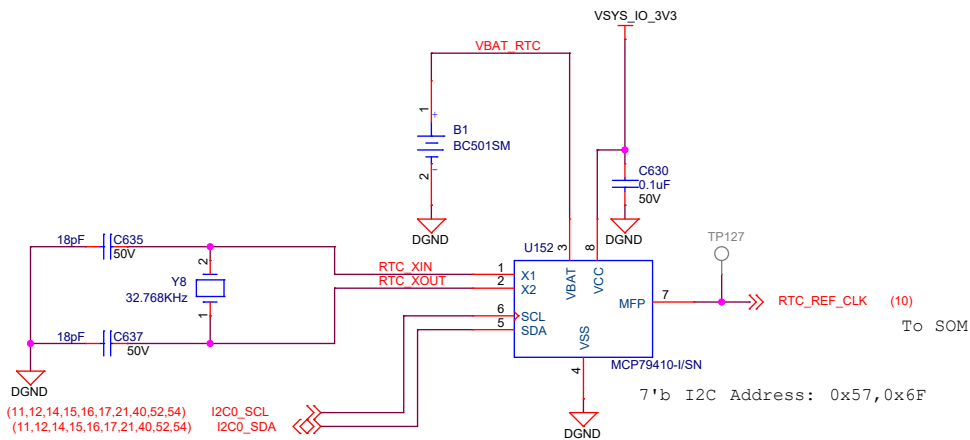 VSYS_IO_3V3
VBAT_RTC
1
+
B1
BC501SM
-
2
DGND
C630
0.1uF
50V
DGND
TP127
18pF
C635
50V
2
Y8
32.768KHz
1
18pF
C637
50V
DGND
RTC_XIN
RTC_XOUT
U152
3
8
1
X1
2
X2
VBAT
VCC
6
SCL
5
SDA
VSS
MFP
7
RTC_REF_CLK (10)
To SOM
4
MCP79410-I/SN
7'b I2C Address: 0x57,0x6F
DGND
(11,12,14,15,16,17,21,40,52,54) I2C0_SCL
(11,12,14,15,16,17,21,40,52,54) I2C0_SDA